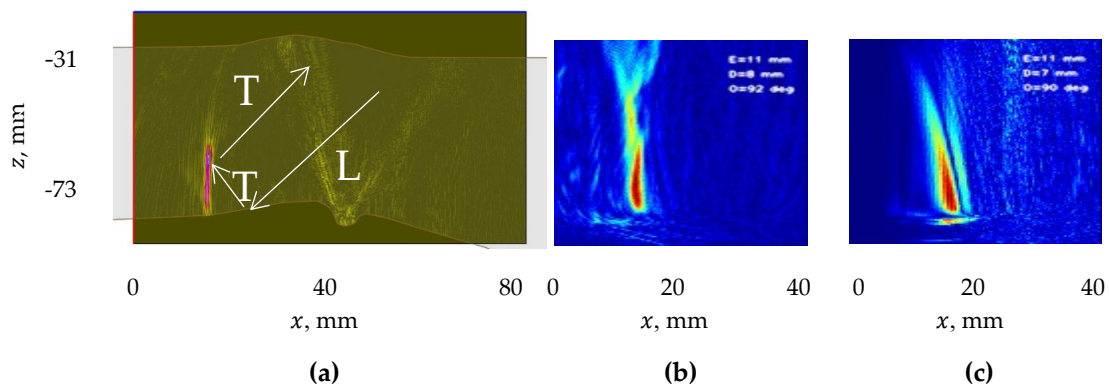 -31
z, mm
-73
T
T
L
0
40
80
x, mm
(a)
E=11 mm
D=8 mm
O=92 deg
0
20
40
x, mm
(b)
E=11 mm
D=7 mm
O=90 deg
0
20
40
x, mm
(c)